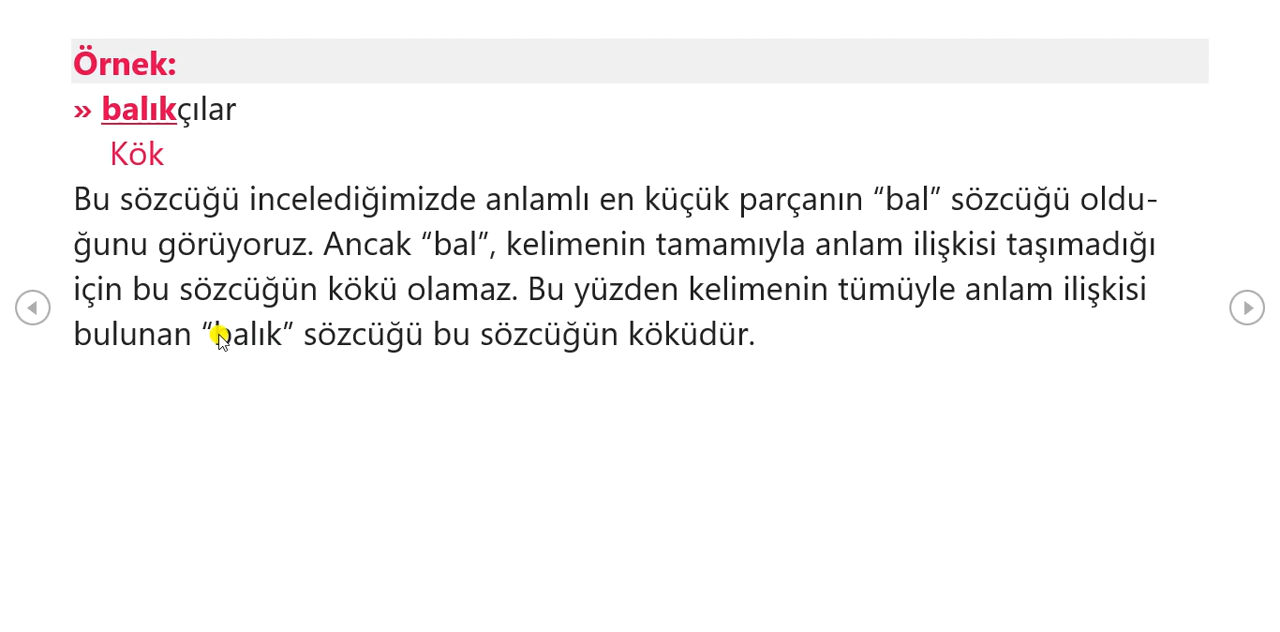 Örnek:
» balıkçılar
Kök
Bu sözcüğü incelediğimizde anlamlı en küçük parçanın “bal” sözcüğü oldu-
ğunu görüyoruz. Ancak “bal”, kelimenin tamamıyla anlam ilişkisi taşımadığı
için bu sözcüğün kökü olamaz. Bu yüzden kelimenin tümüyle anlam ilişkisi
bulunan “balık” sözcüğü bu sözcüğün köküdür.